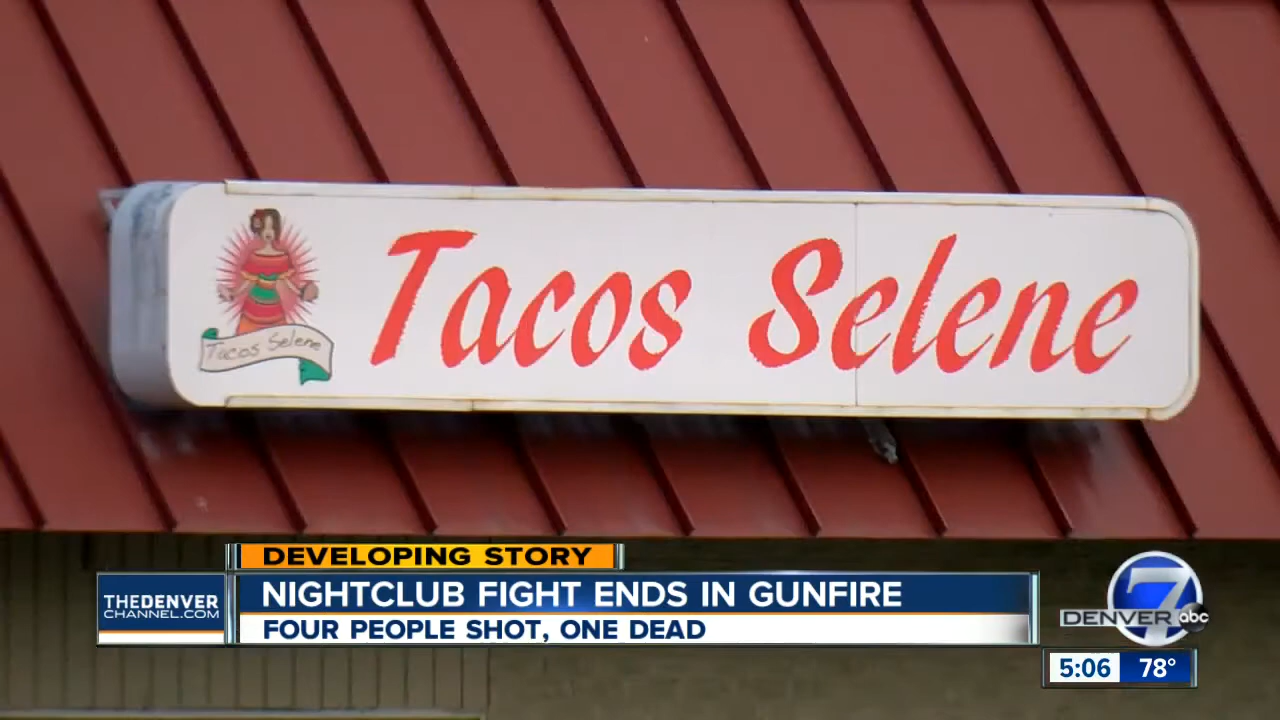 Tacos Selene
Tacos Selene
DEVELOPING STORY
THEDENVER
CHANNEL.COM
NIGHTCLUB FIGHT ENDS IN GUNFIRE
FOUR PEOPLE SHOT, ONE DEAD
7
DENVER abc
5:06 78°